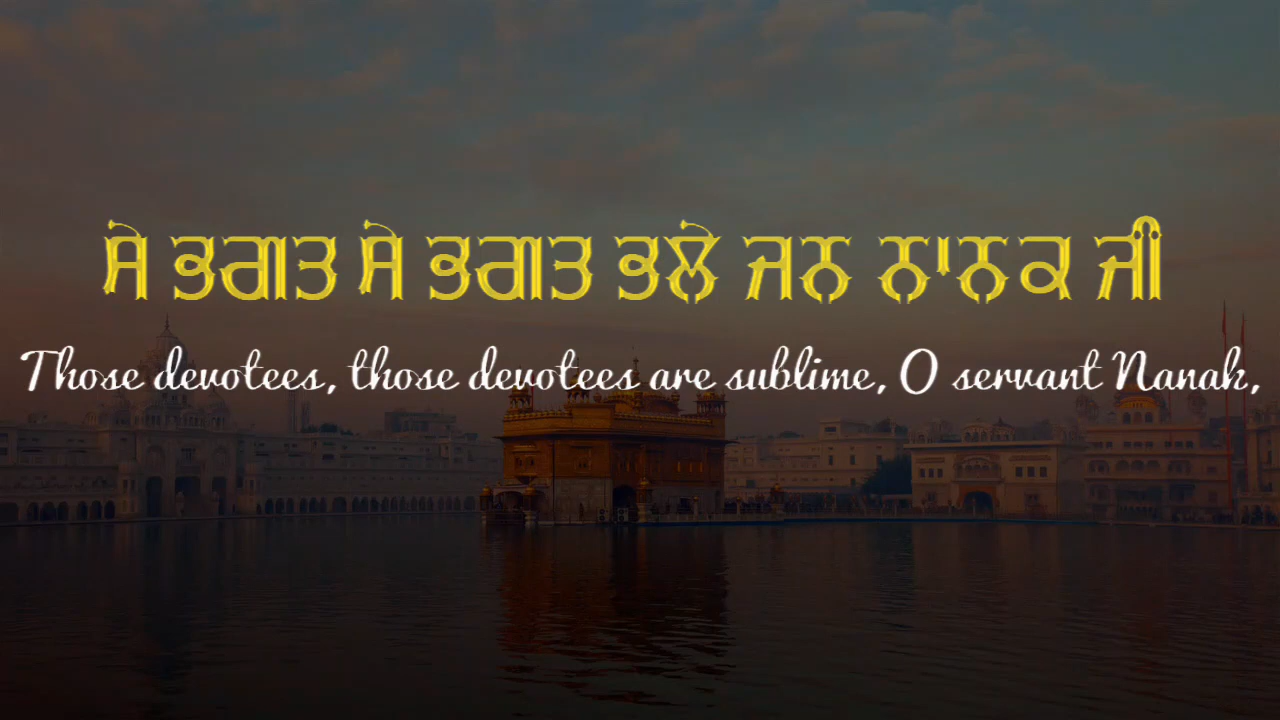 ਸੇ ਭਗਤ ਸੇ ਭਗਤ ਭਲੇ ਜਨ ਨਾਨਕ ਜੀ
Those devotees, those devotees are sublime, O servant Nanak,